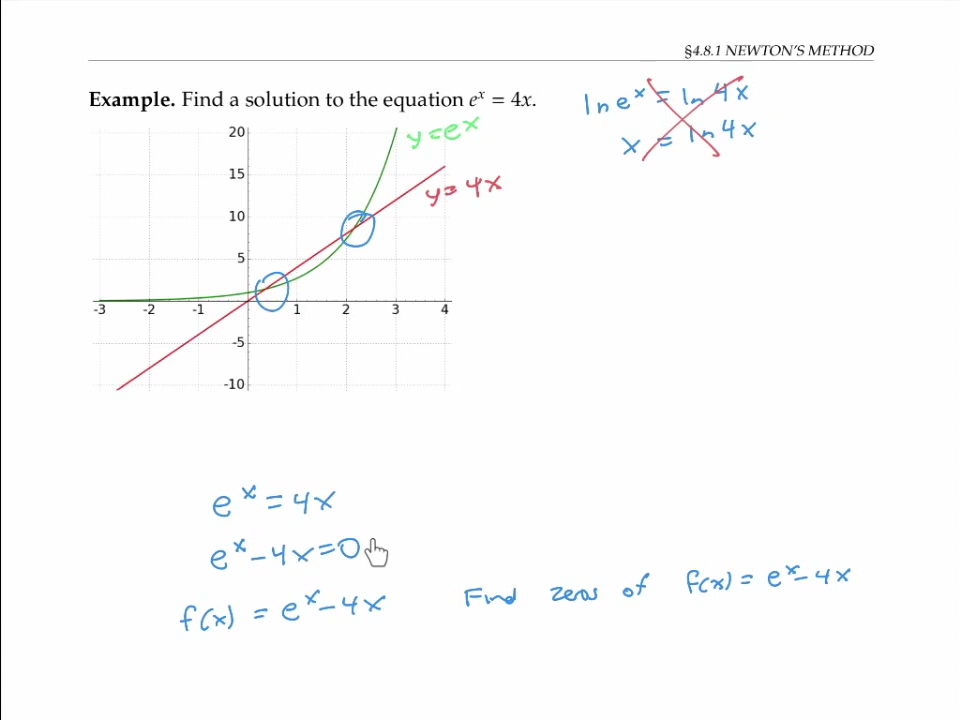 §4.8.1 NEWTON'S METHOD
Example. Find a solution to the equation eˣ = 4x.
ln eˣ = ln 4x
x = ln 4x
y = eˣ
y = 4x
20
15
10
5
-3 -2 -1 1 2 3 4
-5
-10
eˣ = 4x
eˣ - 4x = 0
f(x) = eˣ - 4x
Find zeros of f(x) = eˣ - 4x